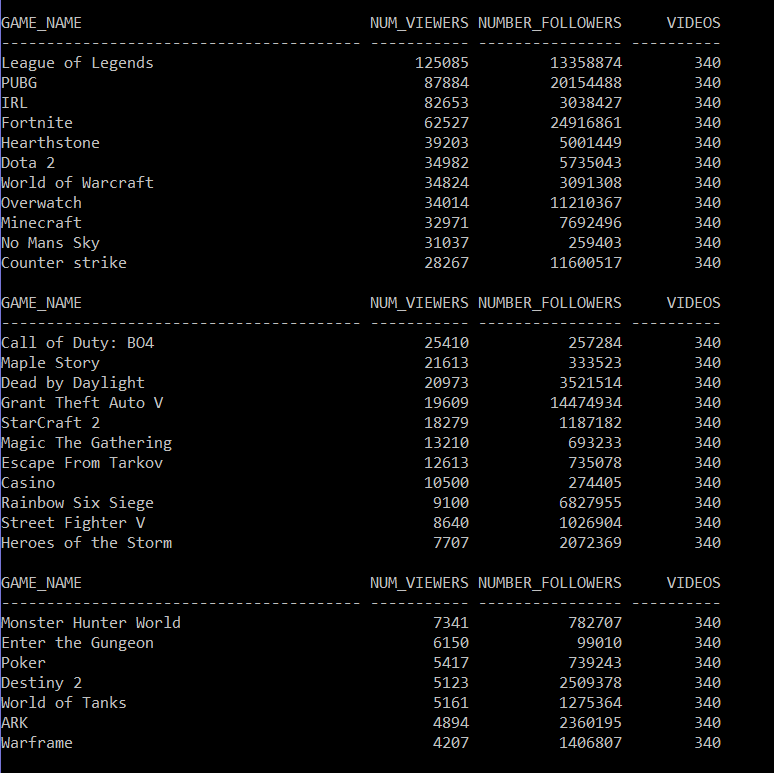 GAME_NAME NUM_VIEWERS NUMBER_FOLLOWERS VIDEOS
---------------------------------------- ----------- ---------------- ----------
League of Legends 125085 13358874 340
PUBG 87884 20154488 340
IRL 82653 3038427 340
Fortnite 62527 24916861 340
Hearthstone 39203 5001449 340
Dota 2 34982 5735043 340
World of Warcraft 34824 3091308 340
Overwatch 34014 11210367 340
Minecraft 32971 7692496 340
No Mans Sky 31037 259403 340
Counter strike 28267 11600517 340
GAME_NAME NUM_VIEWERS NUMBER_FOLLOWERS VIDEOS
---------------------------------------- ----------- ---------------- ----------
Call of Duty: BO4 25410 257284 340
Maple Story 21613 333523 340
Dead by Daylight 20973 3521514 340
Grant Theft Auto V 19609 14474934 340
StarCraft 2 18279 1187182 340
Magic The Gathering 13210 693233 340
Escape From Tarkov 12613 735078 340
Casino 10500 274405 340
Rainbow Six Siege 9100 6827955 340
Street Fighter V 8640 1026904 340
Heroes of the Storm 7707 2072369 340
GAME_NAME NUM_VIEWERS NUMBER_FOLLOWERS VIDEOS
---------------------------------------- ----------- ---------------- ----------
Monster Hunter World 7341 782707 340
Enter the Gungeon 6150 99010 340
Poker 5417 739243 340
Destiny 2 5123 2509378 340
World of Tanks 5161 1275364 340
ARK 4894 2360195 340
Warframe 4207 1406807 340